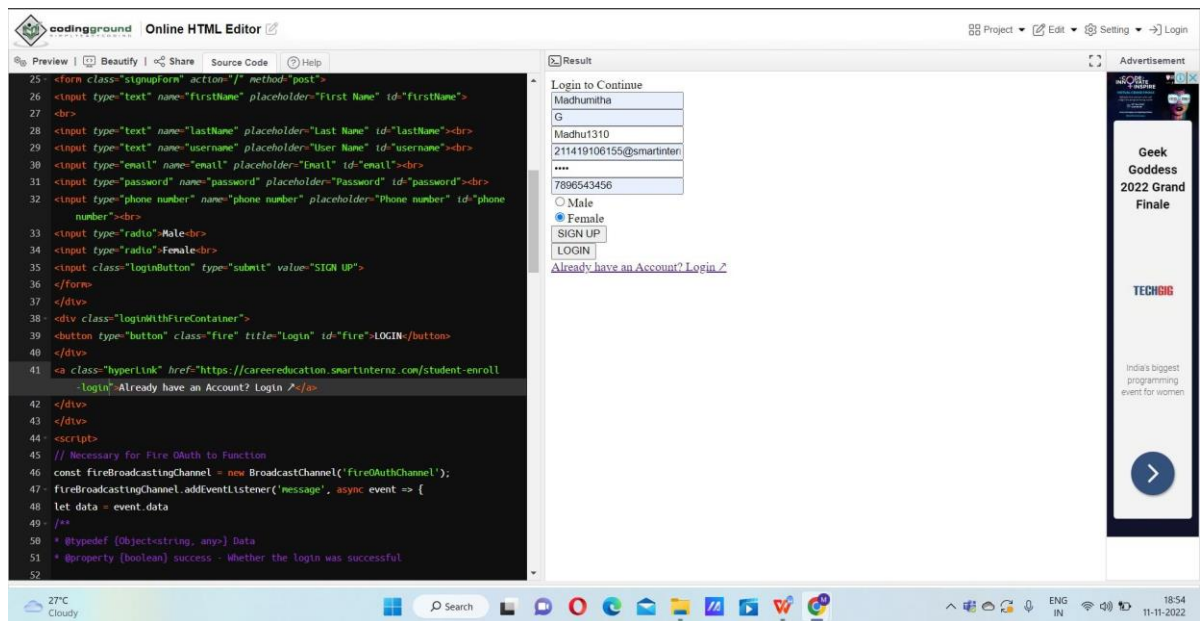 codingground Online HTML Editor
SIMPLYEASYLEARNING
Project Edit Setting Login
Preview | Beautify | Share Source Code Help
Result
Advertisement
25 <form class="signupForm" action="/" method="post">
26 <input type="text" name="firstName" placeholder="First Name" id="firstName">
27 <br>
28 <input type="text" name="lastName" placeholder="Last Name" id="lastName"><br>
29 <input type="text" name="username" placeholder="User Name" id="username"><br>
30 <input type="email" name="email" placeholder="Email" id="email"><br>
31 <input type="password" name="password" placeholder="Password" id="password"><br>
32 <input type="phone number" name="phone number" placeholder="Phone number" id="phone
number"><br>
33 <input type="radio">Male<br>
34 <input type="radio">Female<br>
35 <input class="loginButton" type="submit" value="SIGN UP">
36 </form>
37 </div>
38 <div class="loginWithFireContainer">
39 <button type="button" class="fire" title="Login" id="fire">LOGIN</button>
40 </div>
41 <a class="hyperLink" href="https://careereducation.smartinternz.com/student-enroll
-login">Already have an Account? Login ↗</a>
42 </div>
43 </div>
44 <script>
45 // Necessary for Fire OAuth to Function
46 const fireBroadcastingChannel = new BroadcastChannel('fireOAuthChannel');
47 fireBroadcastingChannel.addEventListener('message', async event => {
48 let data = event.data
49 /**
50 * @typedef {Object<string, any>} Data
51 * @property {boolean} success - Whether the login was successful
52
Login to Continue
Madhumitha
G
Madhu1310
211419106155@smartintern
••••
7896543456
Male
Female
SIGN UP
LOGIN
Already have an Account? Login ↗
INSPIRE
Geek
Goddess
2022 Grand
Finale
TECHGIG
India's biggest
programming
event for women
27°C
Cloudy
Search
ENG
IN
18:54
11-11-2022